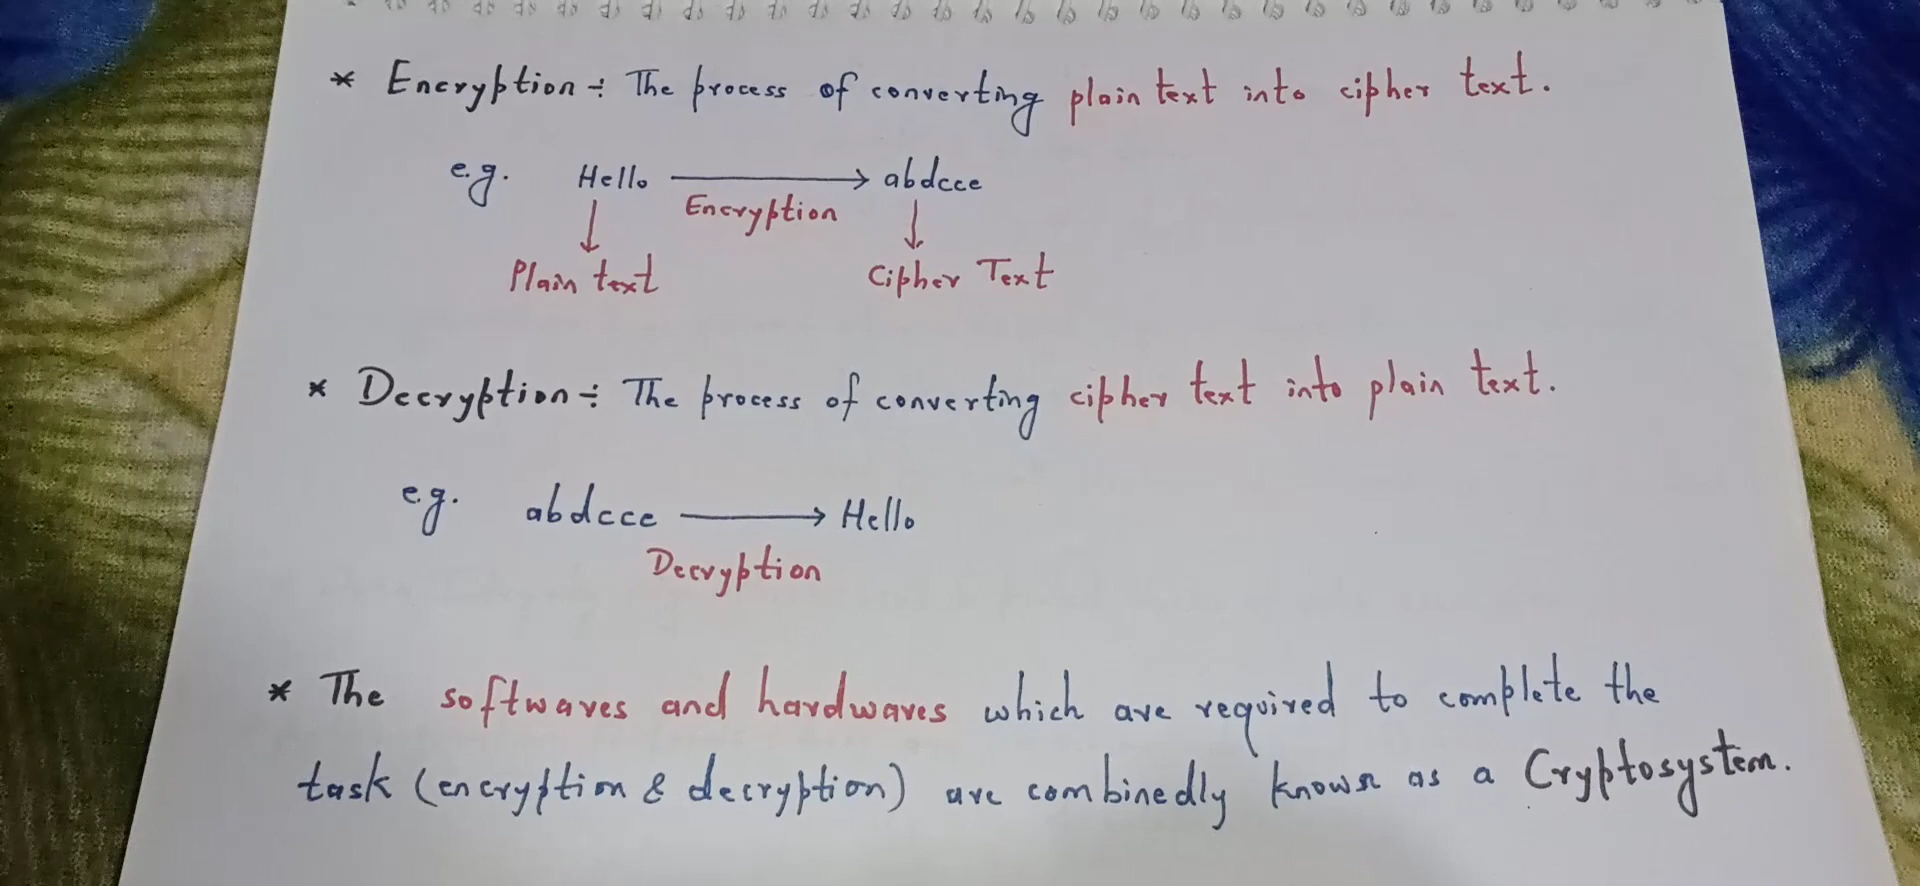 * Encryption :- The process of converting plain text into cipher text.
e.g. Hello → abdcce
Encryption
Plain text Cipher Text
* Decryption :- The process of converting cipher text into plain text.
e.g. abdcce → Hello
Decryption
* The softwares and hardwares which are required to complete the
task (encryption & decryption) are combinedly known as a Cryptosystem.